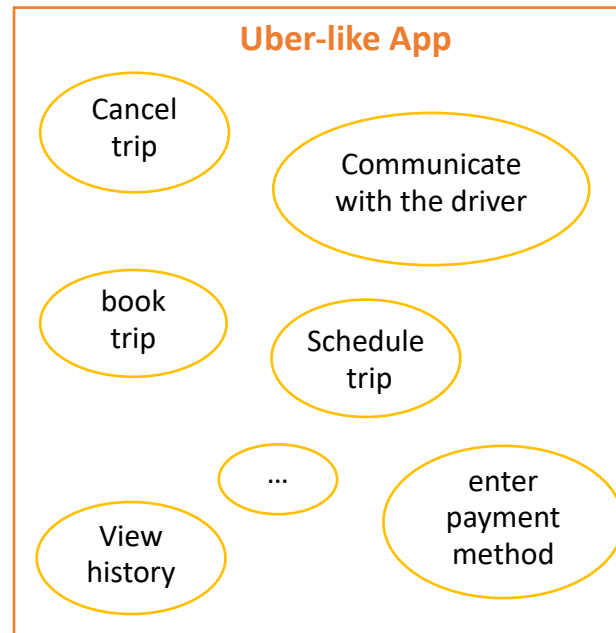 Uber-like App
Cancel
trip
Communicate
with the driver
book
trip
Schedule
trip
...
enter
payment
method
View
history